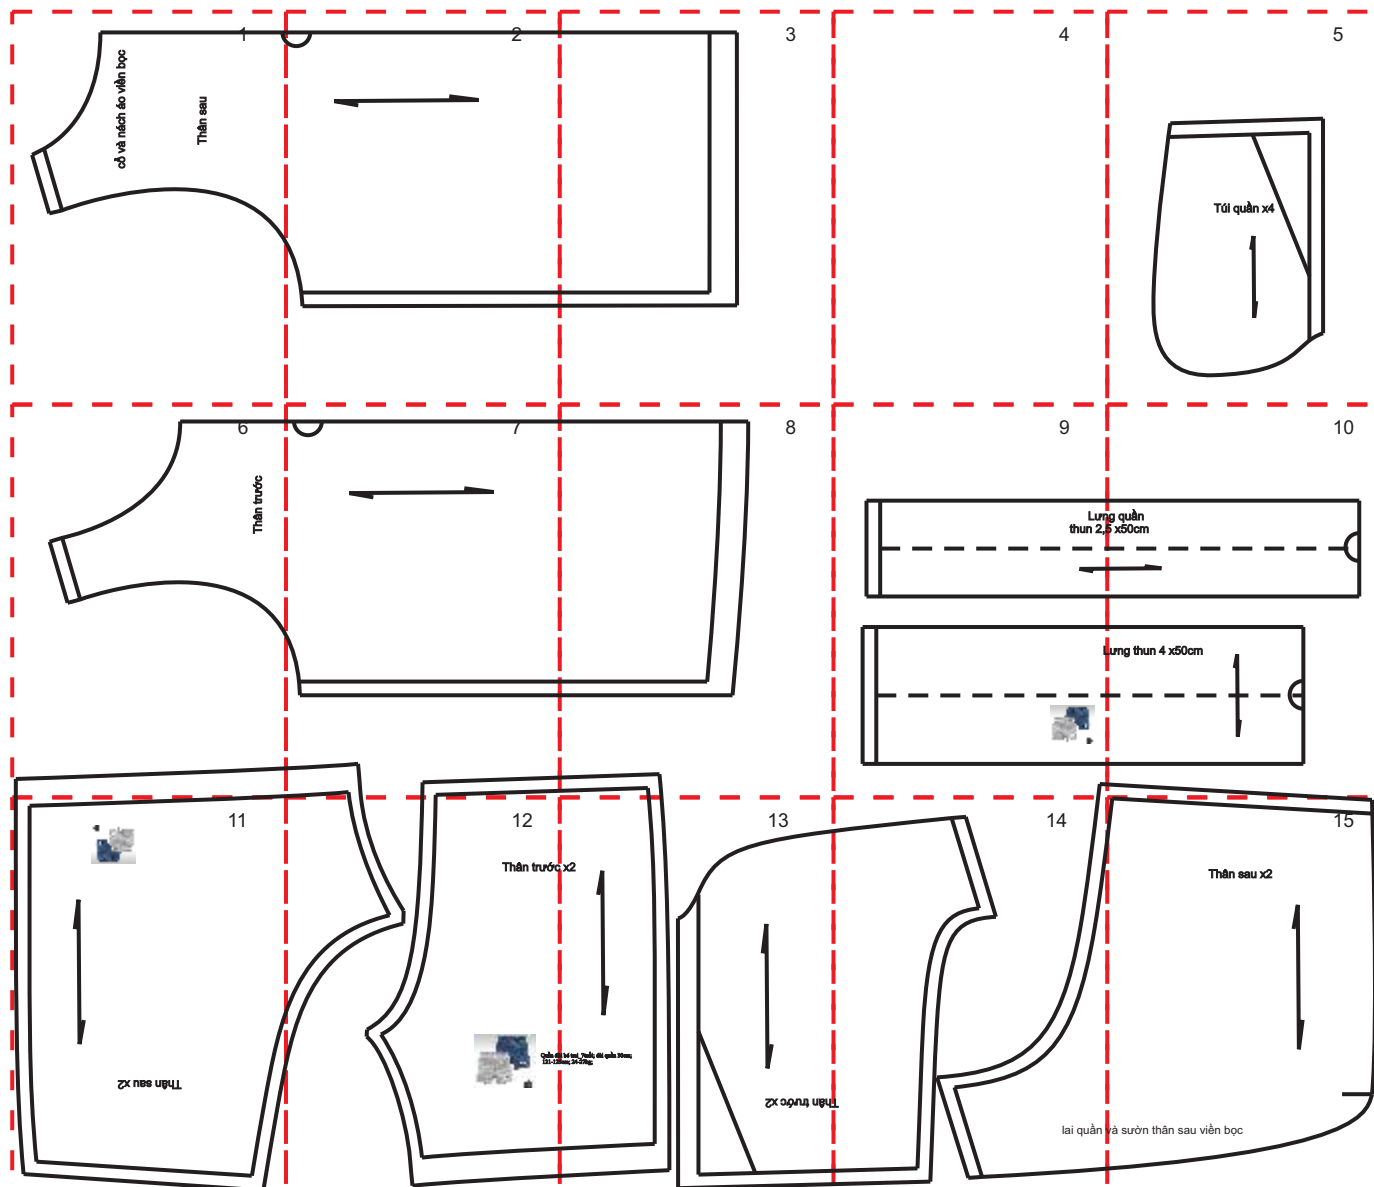 1
2
3
4
5
cổ và nách áo viền bọc
Thân sau
Túi quần x4
6
7
8
9
10
Thân trước
Lưng quần
thun 2,5 x50cm
Lưng thun 4 x50cm
11
12
13
14
15
Thân trước x2
Thân sau x2
Thân sau x2
Thân trước x2
lai quần và sườn thân sau viền bọc